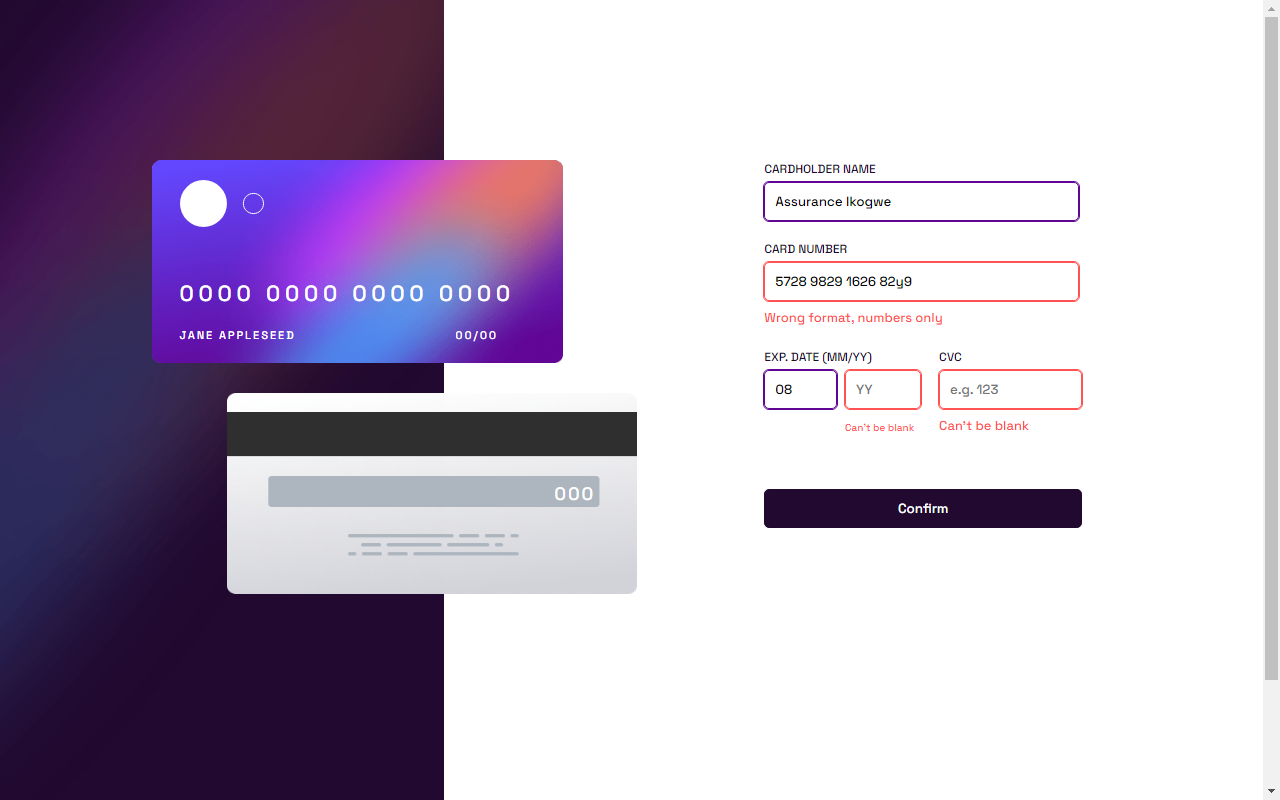 0000 0000 0000 0000
JANE APPLESEED 00/00
000
CARDHOLDER NAME
Assurance Ikogwe
CARD NUMBER
5728 9829 1626 82y9
Wrong format, numbers only
EXP. DATE (MM/YY) CVC
08 YY e.g. 123
Can't be blank Can't be blank
Confirm